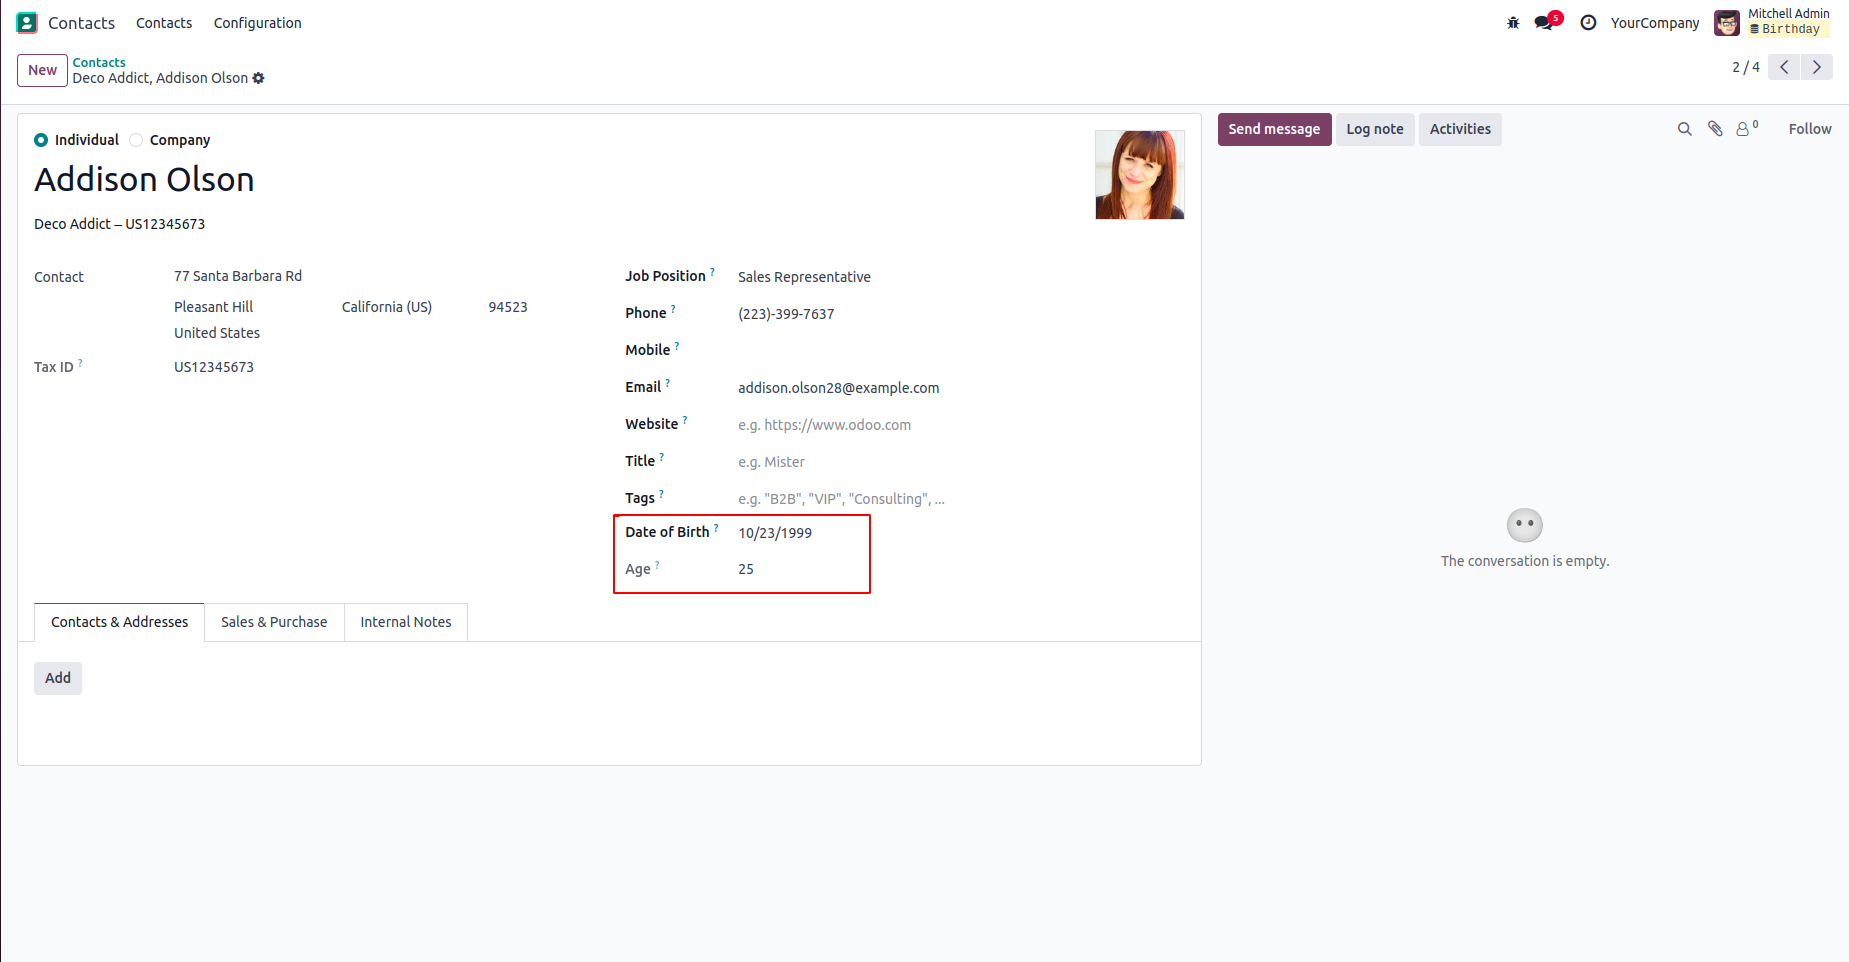 Contacts Contacts Configuration 5 YourCompany Mitchell Admin
Birthday
New Contacts
Deco Addict, Addison Olson 2 / 4
Individual Company
Send message Log note Activities 0 Follow
Addison Olson
Deco Addict – US12345673
Contact 77 Santa Barbara Rd
Pleasant Hill California (US) 94523
United States
Tax ID ? US12345673
Job Position ? Sales Representative
Phone ? (223)-399-7637
Mobile ?
Email ? addison.olson28@example.com
Website ? e.g. https://www.odoo.com
Title ? e.g. Mister
Tags ? e.g. "B2B", "VIP", "Consulting", ...
Date of Birth ? 10/23/1999
Age ? 25
The conversation is empty.
Contacts & Addresses Sales & Purchase Internal Notes
Add